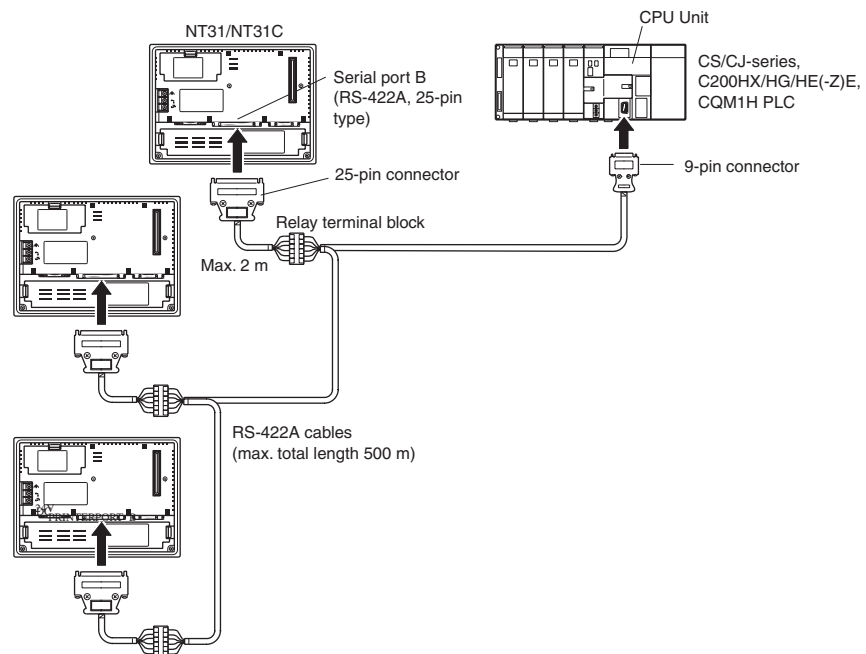 CPU Unit
NT31/NT31C
Serial port B
(RS-422A, 25-pin
type)
CS/CJ-series,
C200HX/HG/HE(-Z)E,
CQM1H PLC
25-pin connector
9-pin connector
Relay terminal block
Max. 2 m
RS-422A cables
(max. total length 500 m)